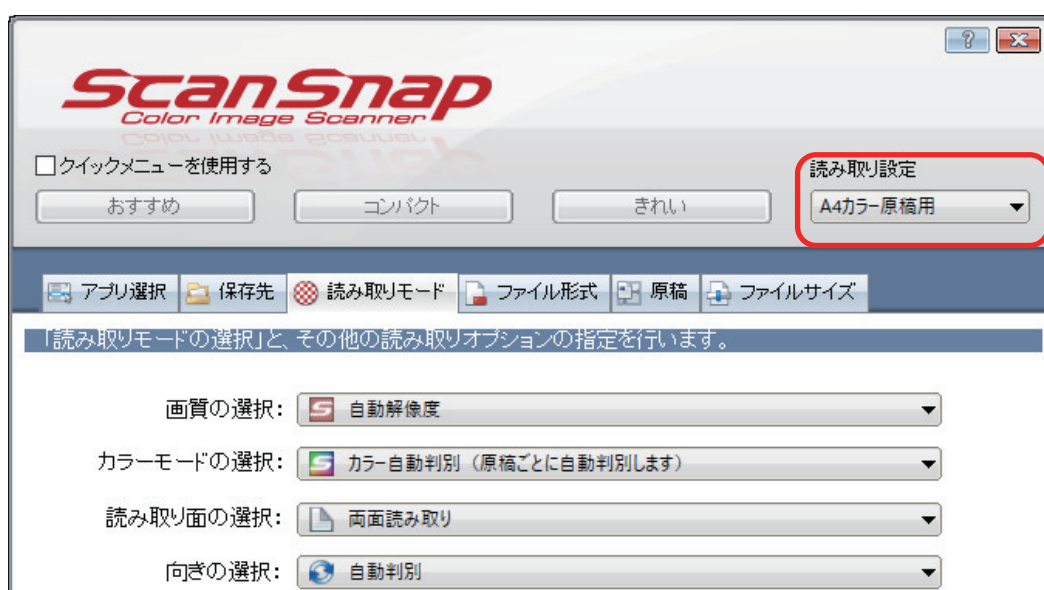 ScanSnap
Color Image Scanner
クイックメニューを使用する
読み取り設定
おすすめ
コンパクト
きれい
A4カラー原稿用
アプリ選択
保存先
読み取りモード
ファイル形式
原稿
ファイルサイズ
「読み取りモードの選択」と、その他の読み取りオプションの指定を行います。
画質の選択: 自動解像度
カラーモードの選択: カラー自動判別 (原稿ごとに自動判別します)
読み取り面の選択: 両面読み取り
向きの選択: 自動判別